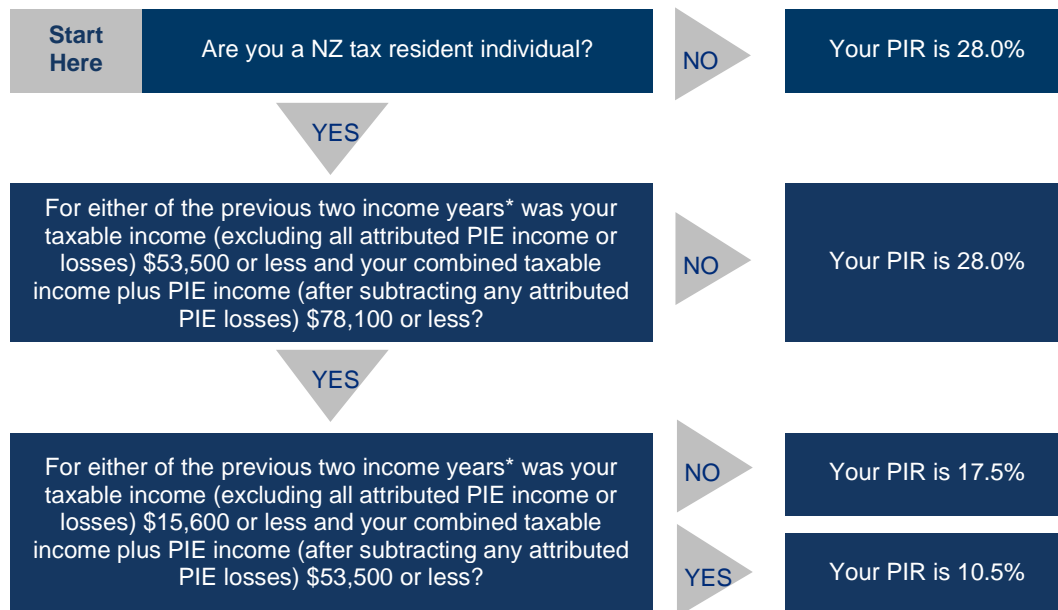 Start
Here
Are you a NZ tax resident individual?
NO
Your PIR is 28.0%
YES
For either of the previous two income years* was your
taxable income (excluding all attributed PIE income or
losses) $53,500 or less and your combined taxable
income plus PIE income (after subtracting any attributed
PIE losses) $78,100 or less?
NO
Your PIR is 28.0%
YES
For either of the previous two income years* was your
taxable income (excluding all attributed PIE income or
losses) $15,600 or less and your combined taxable
income plus PIE income (after subtracting any attributed
PIE losses) $53,500 or less?
NO
Your PIR is 17.5%
YES
Your PIR is 10.5%